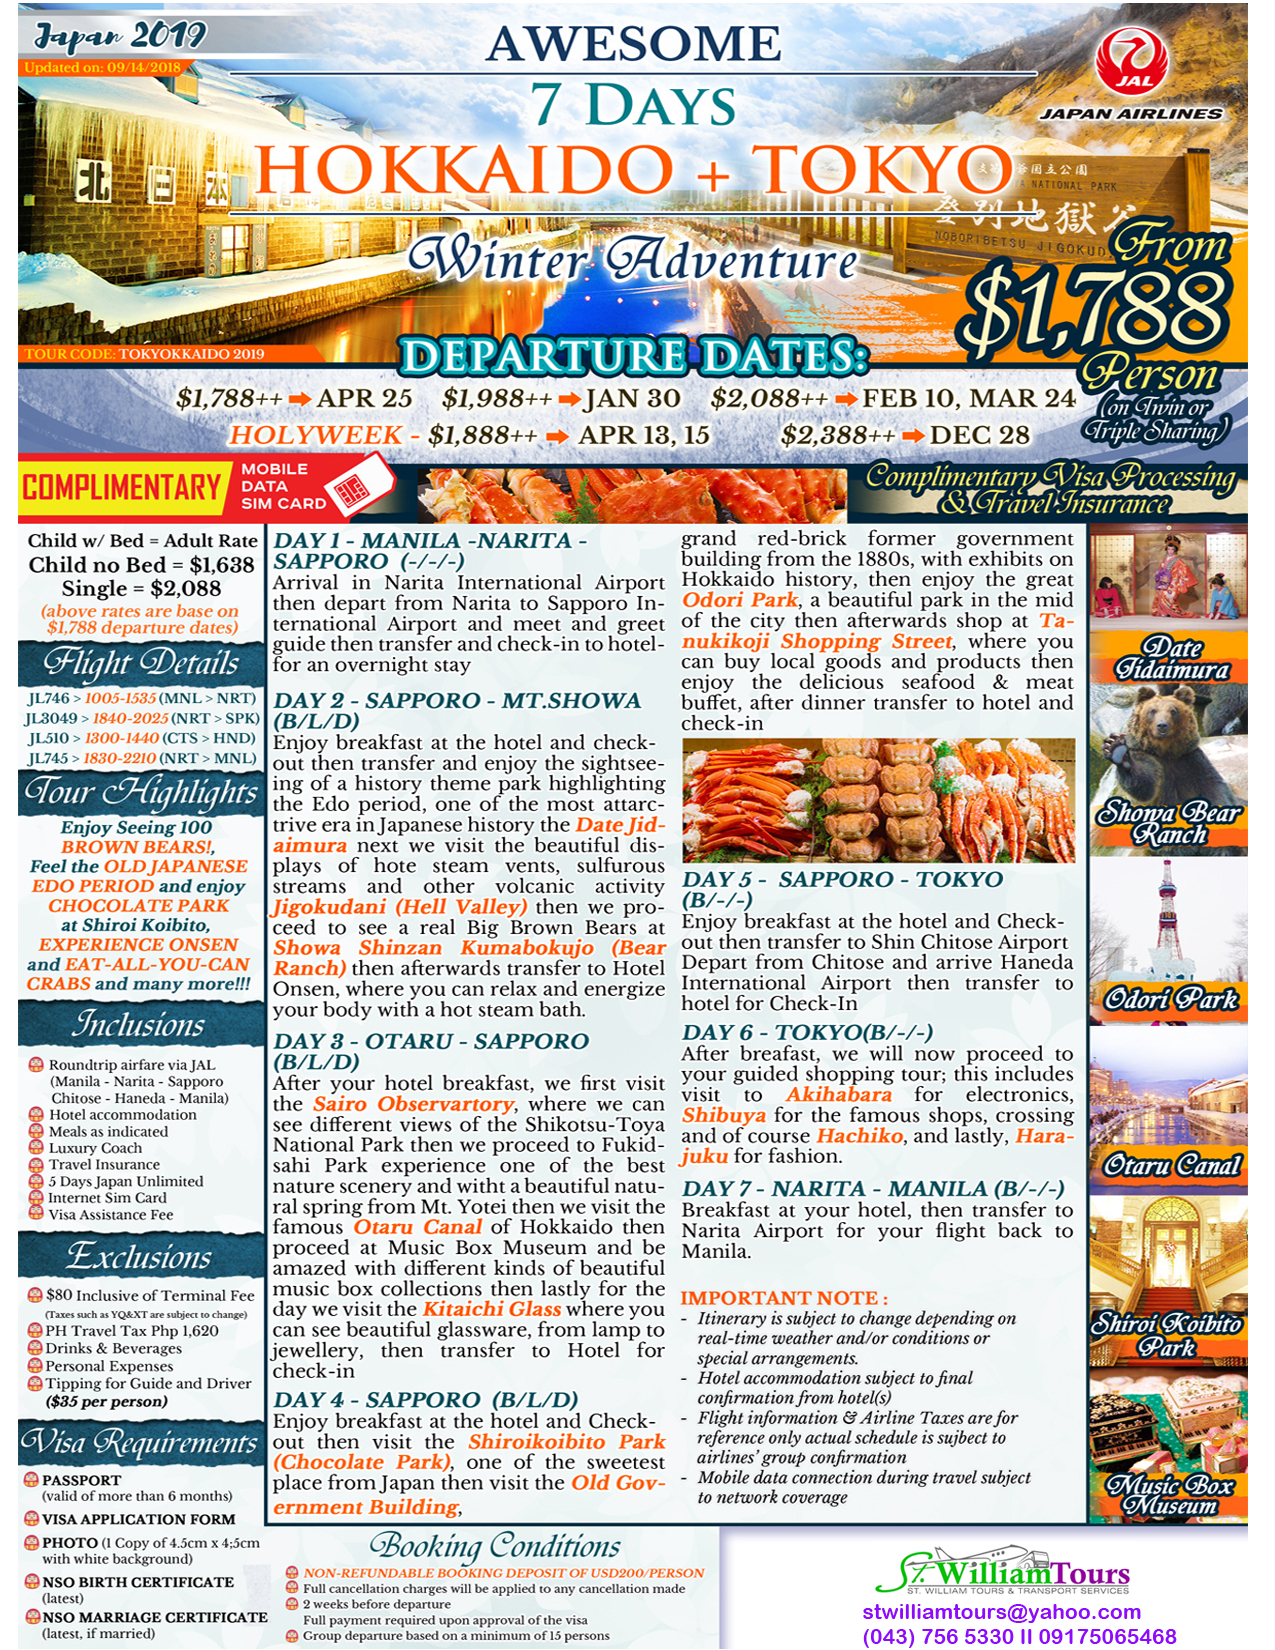 Japan 2019
Updated on: 09/14/2018
AWESOME
7 DAYS
HOKKAIDO + TOKYO
Winter Adventure
JAL
JAPAN AIRLINES
北日本
国立公園
NATIONAL PARK
登別地獄谷
NOBORIBETSU JIGOKUD
From
$1,788
Person
(on Twin or
Triple Sharing)
TOUR CODE: TOKYOKKAIDO 2019
DEPARTURE DATES:
$1,788++ ➡ APR 25 $1,988++ ➡ JAN 30 $2,088++ ➡ FEB 10, MAR 24
HOLYWEEK - $1,888++ ➡ APR 13, 15 $2,388++ ➡ DEC 28
COMPLIMENTARY
MOBILE
DATA
SIM CARD
Complimentary Visa Processing
& Travel Insurance
Child w/ Bed = Adult Rate
Child no Bed = $1,638
Single = $2,088
(above rates are base on
$1,788 departure dates)
Flight Details
JL746 > 1005-1535 (MNL > NRT)
JL3049 > 1840-2025 (NRT > SPK)
JL510 > 1300-1440 (CTS > HND)
JL745 > 1830-2210 (NRT > MNL)
Tour Highlights
Enjoy Seeing 100
BROWN BEARS!,
Feel the OLD JAPANESE
EDO PERIOD and enjoy
CHOCOLATE PARK
at Shiroi Koibito,
EXPERIENCE ONSEN
and EAT-ALL-YOU-CAN
CRABS and many more!!!
Inclusions
Roundtrip airfare via JAL
(Manila - Narita - Sapporo
Chitose - Haneda - Manila)
Hotel accommodation
Meals as indicated
Luxury Coach
Travel Insurance
5 Days Japan Unlimited
Internet Sim Card
Visa Assistance Fee
Exclusions
$80 Inclusive of Terminal Fee
(Taxes such as YQ&XT are subject to change)
PH Travel Tax Php 1,620
Drinks & Beverages
Personal Expenses
Tipping for Guide and Driver
($35 per person)
Visa Requirements
PASSPORT
(valid of more than 6 months)
VISA APPLICATION FORM
PHOTO (1 Copy of 4.5cm x 4;5cm
with white background)
NSO BIRTH CERTIFICATE
(latest)
NSO MARRIAGE CERTIFICATE
(latest, if married)
DAY 1 - MANILA -NARITA -
SAPPORO (-/-/-)
Arrival in Narita International Airport
then depart from Narita to Sapporo In-
ternational Airport and meet and greet
guide then transfer and check-in to hotel-
for an overnight stay
DAY 2 - SAPPORO - MT.SHOWA
(B/L/D)
Enjoy breakfast at the hotel and check-
out then transfer and enjoy the sightsee-
ing of a history theme park highlighting
the Edo period, one of the most attarc-
trive era in Japanese history the Date Jid-
aimura next we visit the beautiful dis-
plays of hote steam vents, sulfurous
streams and other volcanic activity
Jigokudani (Hell Valley) then we pro-
ceed to see a real Big Brown Bears at
Showa Shinzan Kumabokujo (Bear
Ranch) then afterwards transfer to Hotel
Onsen, where you can relax and energize
your body with a hot steam bath.
DAY 3 - OTARU - SAPPORO
(B/L/D)
After your hotel breakfast, we first visit
the Sairo Observartory, where we can
see different views of the Shikotsu-Toya
National Park then we proceed to Fukid-
sahi Park experience one of the best
nature scenery and witht a beautiful natu-
ral spring from Mt. Yotei then we visit the
famous Otaru Canal of Hokkaido then
proceed at Music Box Museum and be
amazed with different kinds of beautiful
music box collections then lastly for the
day we visit the Kitaichi Glass where you
can see beautiful glassware, from lamp to
jewellery, then transfer to Hotel for
check-in
DAY 4 - SAPPORO (B/L/D)
Enjoy breakfast at the hotel and Check-
out then visit the Shiroikoibito Park
(Chocolate Park), one of the sweetest
place from Japan then visit the Old Gov-
ernment Building,
grand red-brick former government
building from the 1880s, with exhibits on
Hokkaido history, then enjoy the great
Odori Park, a beautiful park in the mid
of the city then afterwards shop at Ta-
nukikoji Shopping Street, where you
can buy local goods and products then
enjoy the delicious seafood & meat
buffet, after dinner transfer to hotel and
check-in
DAY 5 - SAPPORO - TOKYO
(B/-/-)
Enjoy breakfast at the hotel and Check-
out then transfer to Shin Chitose Airport
Depart from Chitose and arrive Haneda
International Airport then transfer to
hotel for Check-In
DAY 6 - TOKYO(B/-/-)
After breafast, we will now proceed to
your guided shopping tour; this includes
visit to Akihabara for electronics,
Shibuya for the famous shops, crossing
and of course Hachiko, and lastly, Hara-
juku for fashion.
DAY 7 - NARITA - MANILA (B/-/-)
Breakfast at your hotel, then transfer to
Narita Airport for your flight back to
Manila.
IMPORTANT NOTE :
- Itinerary is subject to change depending on
real-time weather and/or conditions or
special arrangements.
- Hotel accommodation subject to final
confirmation from hotel(s)
- Flight information & Airline Taxes are for
reference only actual schedule is sujbect to
airlines' group confirmation
- Mobile data connection during travel subject
to network coverage
Date
Jidaimura
Showa Bear
Ranch
Odori Park
Otaru Canal
Shiroi Koibito
Park
Music Box
Museum
Booking Conditions
NON-REFUNDABLE BOOKING DEPOSIT OF USD200/PERSON
Full cancellation charges will be applied to any cancellation made
2 weeks before departure
Full payment required upon approval of the visa
Group departure based on a minimum of 15 persons
St.WilliamTours
ST. WILLIAM TOURS & TRANSPORT SERVICES
stwilliamtours@yahoo.com
(043) 756 5330 II 09175065468